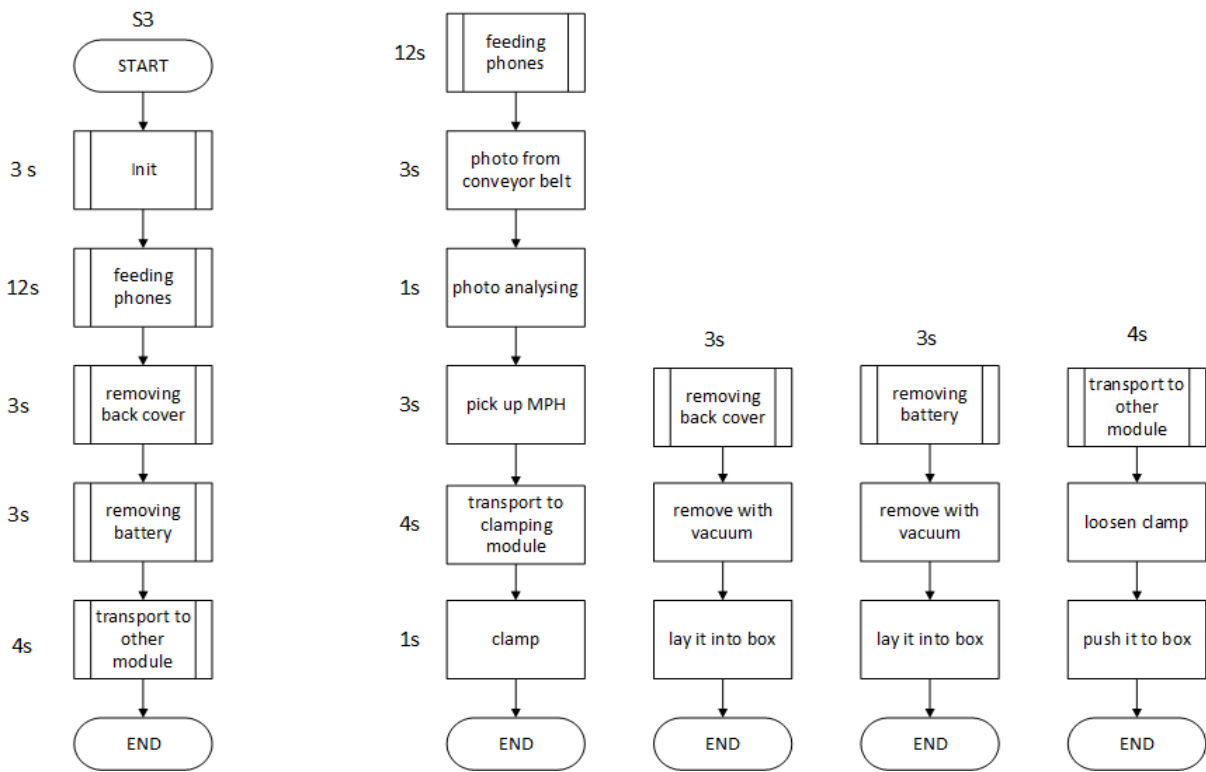 S3
START
3 s
Init
12s
feeding
phones
3s
removing
back cover
3s
removing
battery
4s
transport to
other
module
END
12s
feeding
phones
3s
photo from
conveyor belt
1s
photo analysing
3s
pick up MPH
4s
transport to
clamping
module
1s
clamp
END
3s
removing
back cover
remove with
vacuum
lay it into box
END
3s
removing
battery
remove with
vacuum
lay it into box
END
4s
transport to
other
module
loosen clamp
push it to box
END